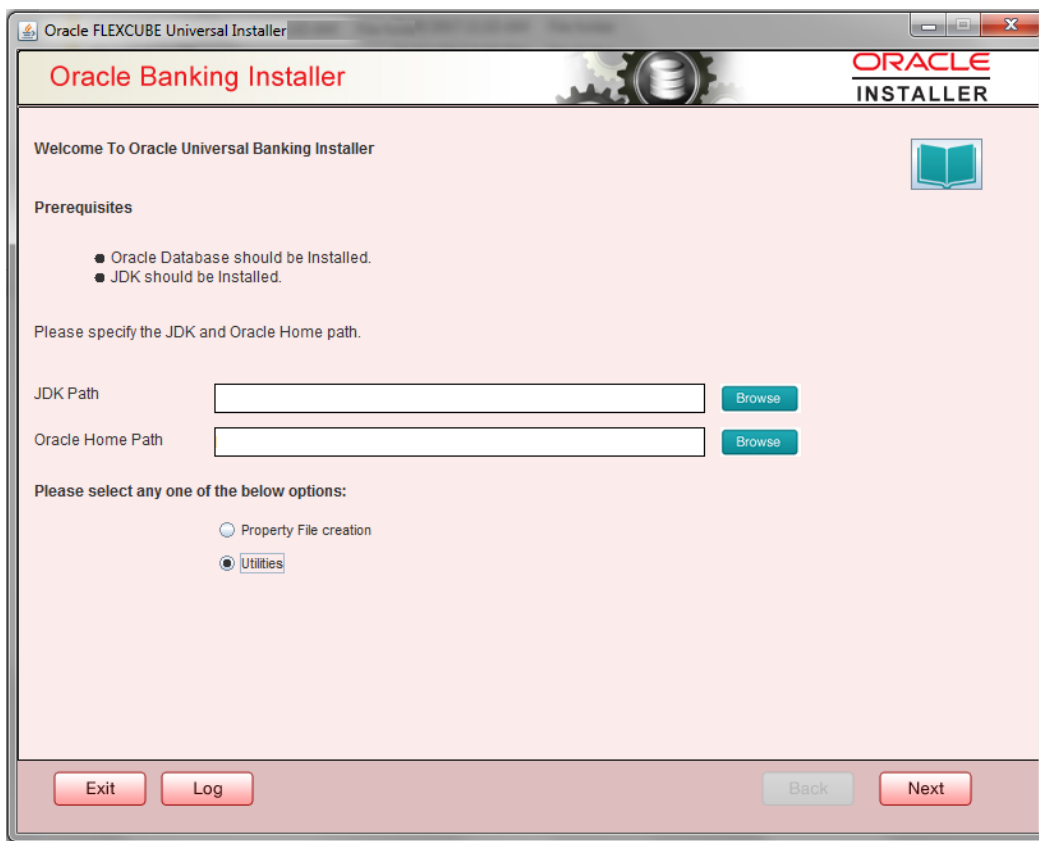 Oracle FLEXCUBE Universal Installer
Oracle Banking Installer
ORACLE
INSTALLER
Welcome To Oracle Universal Banking Installer
Prerequisites
Oracle Database should be Installed.
JDK should be Installed.
Please specify the JDK and Oracle Home path.
JDK Path
Browse
Oracle Home Path
Browse
Please select any one of the below options:
Property File creation
Utilities
Exit
Log
Back
Next